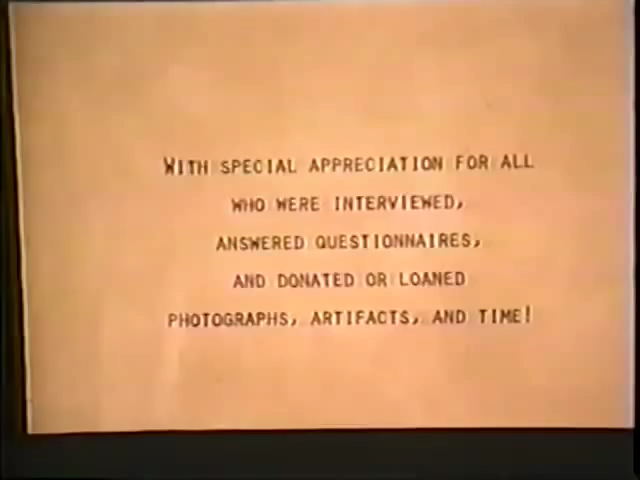 WITH SPECIAL APPRECIATION FOR ALL
WHO WERE INTERVIEWED,
ANSWERED QUESTIONNAIRES,
AND DONATED OR LOANED
PHOTOGRAPHS, ARTIFACTS, AND TIME!